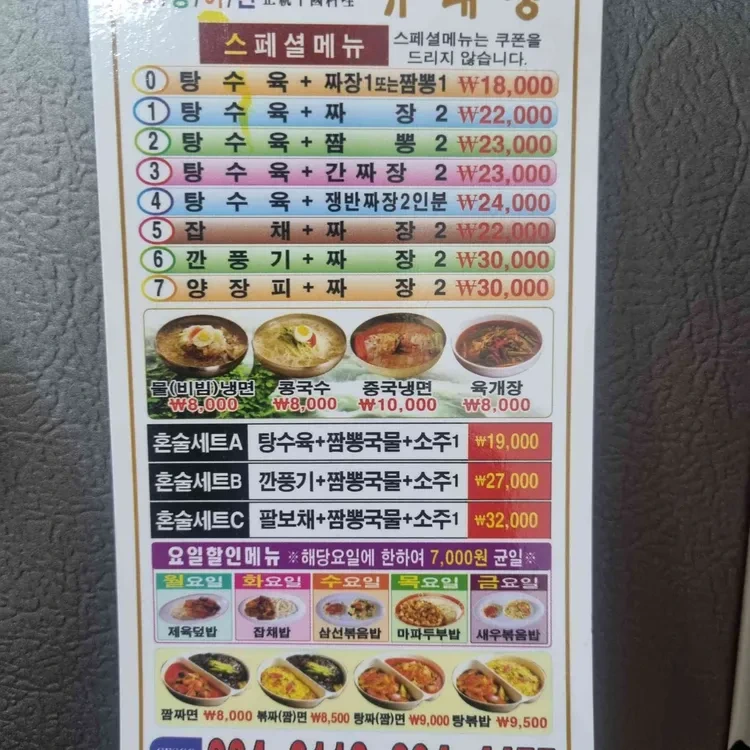 正統中國料理
스페셜메뉴
스페셜메뉴는 쿠폰을
드리지 않습니다.
0 탕수육+짜장1또는짬뽕1 ₩18,000
1 탕수육+짜장2 ₩22,000
2 탕수육+짬뽕2 ₩23,000
3 탕수육+간짜장2 ₩23,000
4 탕수육+쟁반짜장2인분 ₩24,000
5 잡채+짜장2 ₩22,000
6 깐풍기+짜장2 ₩30,000
7 양장피+짜장2 ₩30,000
물(비빔)냉면 콩국수 중국냉면 육개장
₩8,000 ₩8,000 ₩10,000 ₩8,000
혼술세트A 탕수육+짬뽕국물+소주1 ₩19,000
혼술세트B 깐풍기+짬뽕국물+소주1 ₩27,000
혼술세트C 팔보채+짬뽕국물+소주1 ₩32,000
요일할인메뉴 ※해당요일에 한하여 7,000원 균일※
월요일 화요일 수요일 목요일 금요일
제육덮밥 잡채밥 삼선볶음밥 마파두부밥 새우볶음밥
짬짜면 ₩8,000 볶짜(짬)면 ₩8,500 탕짜(짬)면 ₩9,000 탕볶밥 ₩9,500